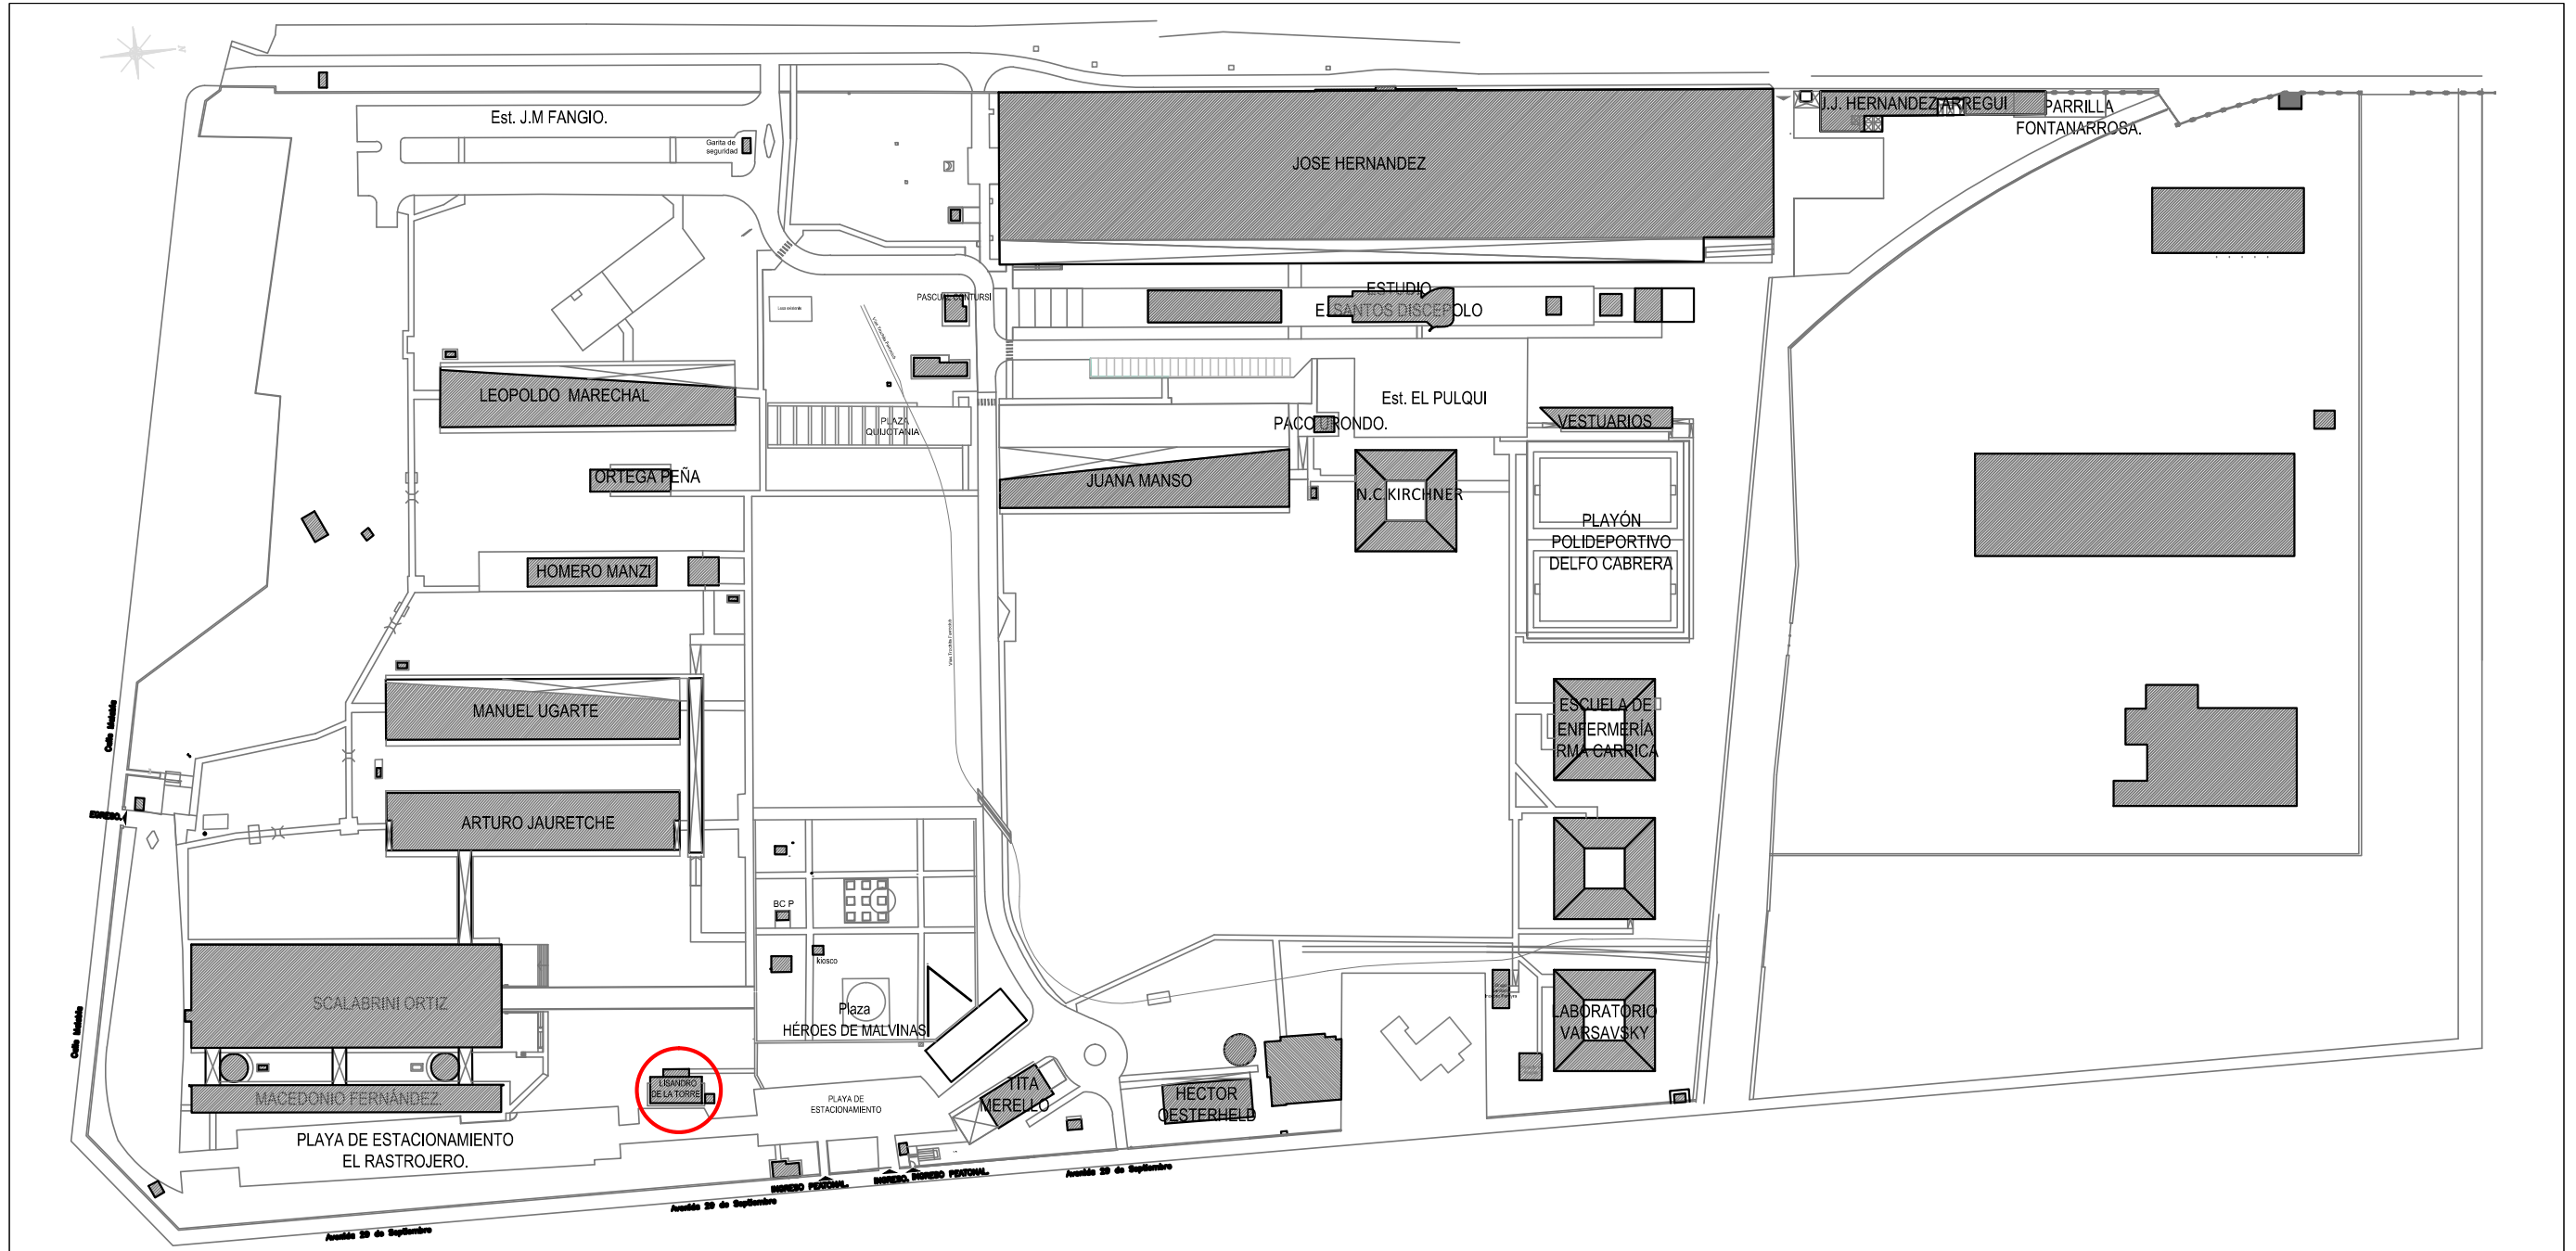 N
Est. J.M FANGIO.
Garita de
seguridad
JOSE HERNANDEZ
J.J. HERNANDEZ ARREGUI
PARRILLA
FONTANARROSA.
PASCUAL CONTURSI
ESTUDIO
E. SANTOS DISCEPOLO
LEOPOLDO MARECHAL
PLAZA
QUIJOTANIA
Est. EL PULQUI
PACO URONDO.
VESTUARIOS
ORTEGA PEÑA
JUANA MANSO
N.C.KIRCHNER
PLAYÓN
POLIDEPORTIVO
DELFO CABRERA
HOMERO MANZI
MANUEL UGARTE
ESCUELA DE
ENFERMERÍA
RMA CARRICA
ARTURO JAURETCHE
EGRESO.
BC P
kiosco
SCALABRINI ORTIZ
Plaza
HÉROES DE MALVINAS
LABORATORIO
VARSAVSKY
LISANDRO
DE LA TORRE
MACEDONIO FERNÁNDEZ.
PLAYA DE
ESTACIONAMIENTO
TITA
MERELLO
HECTOR
OESTERHELD
PLAYA DE ESTACIONAMIENTO
EL RASTROJERO.
INGRESO PEATONAL.
INGRESO. INGRESO PEATONAL.
Avenida 29 de Septiembre
Avenida 29 de Septiembre
Avenida 29 de Septiembre